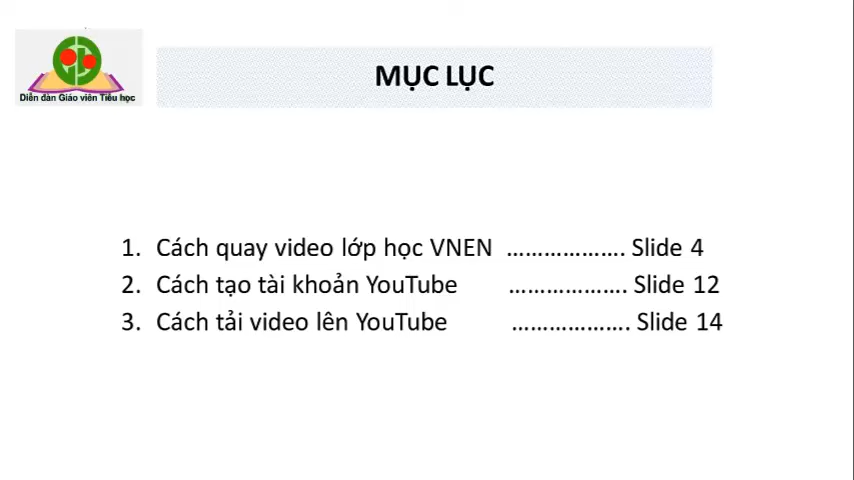 Diễn đàn Giáo viên Tiểu học
MỤC LỤC
1. Cách quay video lớp học VNEN ………………. Slide 4
2. Cách tạo tài khoản YouTube ………………. Slide 12
3. Cách tải video lên YouTube ………………. Slide 14